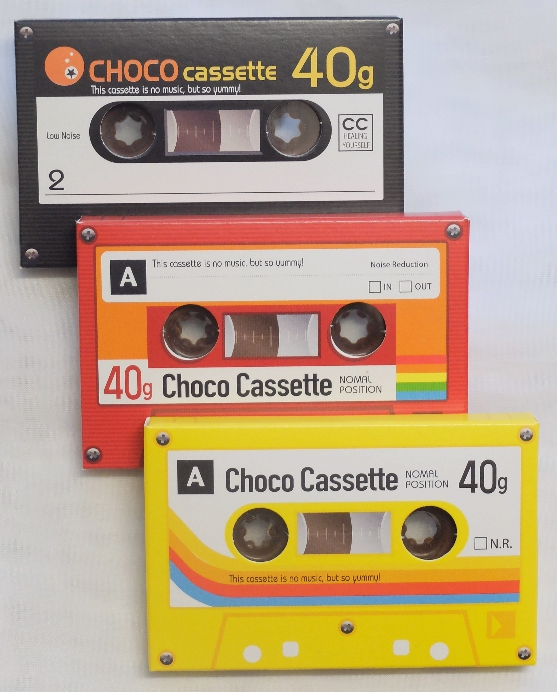 CHOCO cassette 40g
This cassette is no music, but so yummy!
Low Noise
CC
HEALING
YOURSELF
2
A
This cassette is no music, but so yummy!
Noise Reduction
IN OUT
40g Choco Cassette NOMAL
POSITION
A Choco Cassette NOMAL
POSITION 40g
N.R.
This cassette is no music, but so yummy!